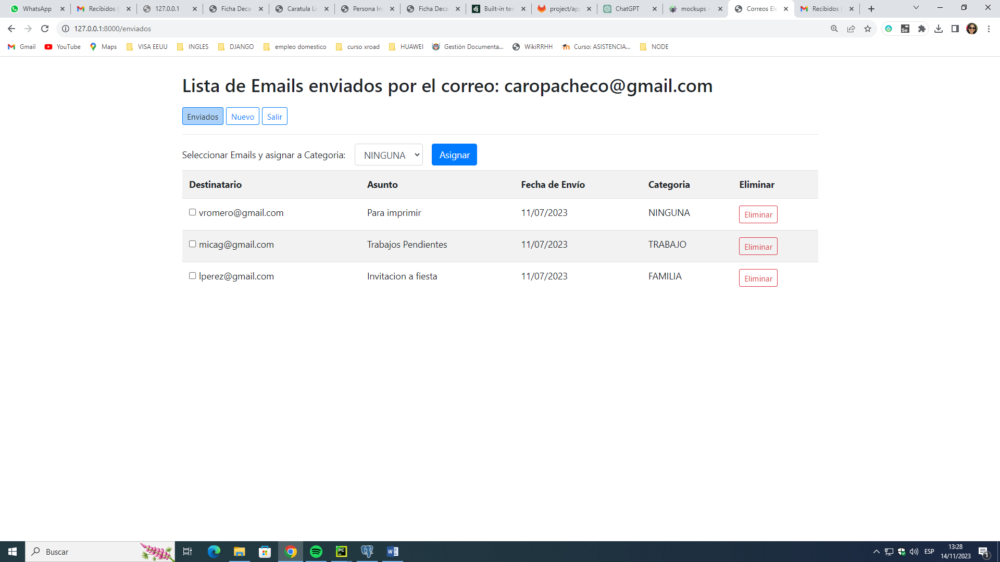 WhatsApp
Recibidos (
127.0.0.1
Ficha Deca
Caratula Li
Persona In
Ficha Deca
Built-in ten
project/ap
ChatGPT
mockups -
Correos Ele
Recibidos (
127.0.0.1:8000/enviados
Gmail
YouTube
Maps
VISA EEUU
INGLES
DJANGO
empleo domestico
curso xroad
HUAWEI
Gestión Documenta...
WikiRRHH
Curso: ASISTENCIA...
NODE
Lista de Emails enviados por el correo: caropacheco@gmail.com
Enviados Nuevo Salir
Seleccionar Emails y asignar a Categoria: NINGUNA Asignar
Destinatario Asunto Fecha de Envío Categoria Eliminar
vromero@gmail.com Para imprimir 11/07/2023 NINGUNA Eliminar
micag@gmail.com Trabajos Pendientes 11/07/2023 TRABAJO Eliminar
lperez@gmail.com Invitacion a fiesta 11/07/2023 FAMILIA Eliminar
Buscar
ESP
13:28
14/11/2023
1